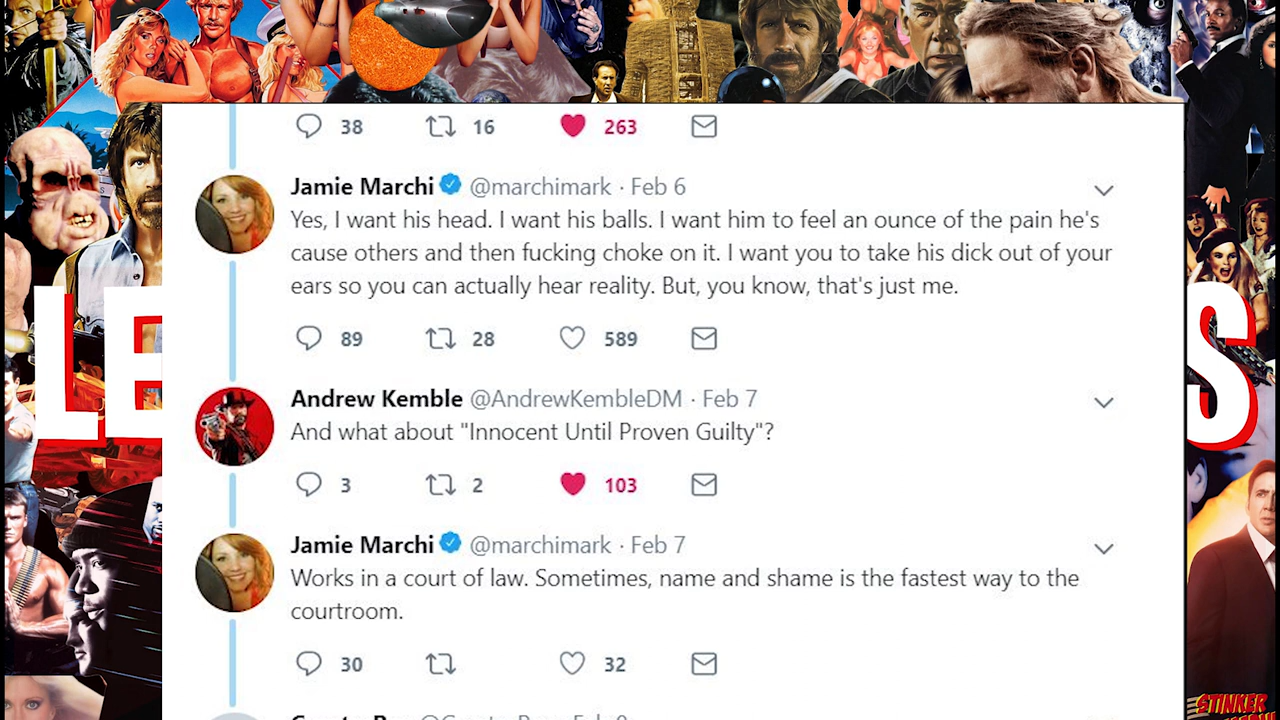 38 16 263
Jamie Marchi @marchimark · Feb 6
Yes, I want his head. I want his balls. I want him to feel an ounce of the pain he's
cause others and then fucking choke on it. I want you to take his dick out of your
ears so you can actually hear reality. But, you know, that's just me.
89 28 589
LE
S
Andrew Kemble @AndrewKembleDM · Feb 7
And what about "Innocent Until Proven Guilty"?
3 2 103
Jamie Marchi @marchimark · Feb 7
Works in a court of law. Sometimes, name and shame is the fastest way to the
courtroom.
30 32
STINKER